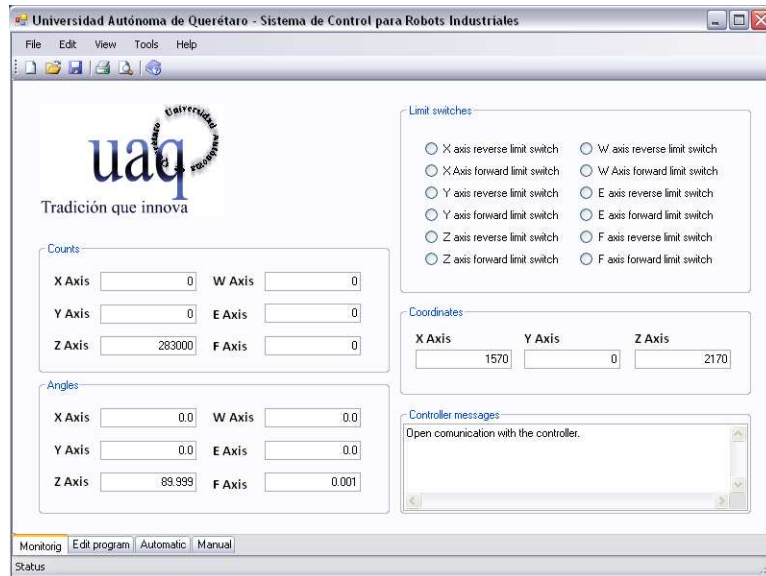 Universidad Autónoma de Querétaro - Sistema de Control para Robots Industriales
File Edit View Tools Help
Universidad Autónoma de Querétaro
uaq
Tradición que innova
Counts
X Axis 0 W Axis 0
Y Axis 0 E Axis 0
Z Axis 283000 F Axis 0
Angles
X Axis 0.0 W Axis 0.0
Y Axis 0.0 E Axis 0.0
Z Axis 89.999 F Axis 0.001
Limit switches
X axis reverse limit switch W axis reverse limit switch
X Axis forward limit switch W Axis forward limit switch
Y axis reverse limit switch E axis reverse limit switch
Y axis forward limit switch E axis forward limit switch
Z axis reverse limit switch F axis reverse limit switch
Z axis forward limit switch F axis forward limit switch
Coordinates
X Axis Y Axis Z Axis
1570 0 2170
Controller messages
Open comunication with the controller.
Monitorig Edit program Automatic Manual
Status